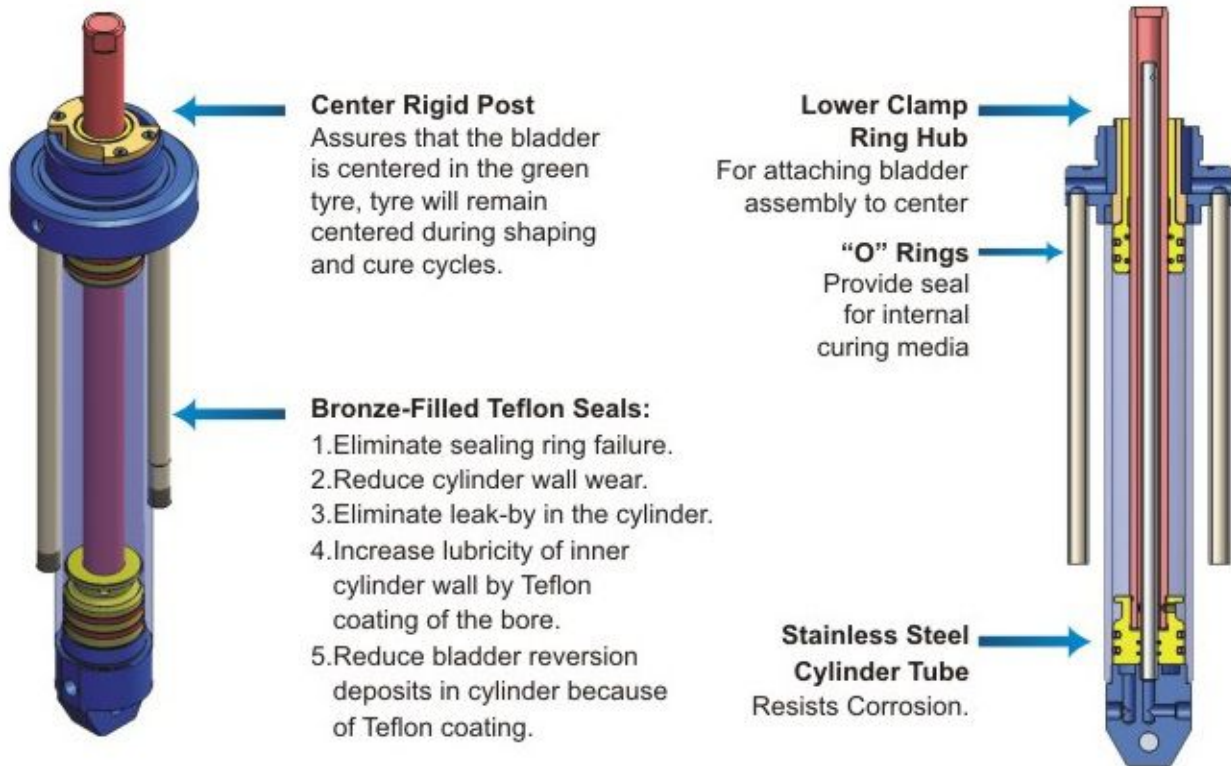 Center Rigid Post
Assures that the bladder
is centered in the green
tyre, tyre will remain
centered during shaping
and cure cycles.
Bronze-Filled Teflon Seals:
1.Eliminate sealing ring failure.
2.Reduce cylinder wall wear.
3.Eliminate leak-by in the cylinder.
4.Increase lubricity of inner
cylinder wall by Teflon
coating of the bore.
5.Reduce bladder reversion
deposits in cylinder because
of Teflon coating.
Lower Clamp
Ring Hub
For attaching bladder
assembly to center
“O” Rings
Provide seal
for internal
curing media
Stainless Steel
Cylinder Tube
Resists Corrosion.